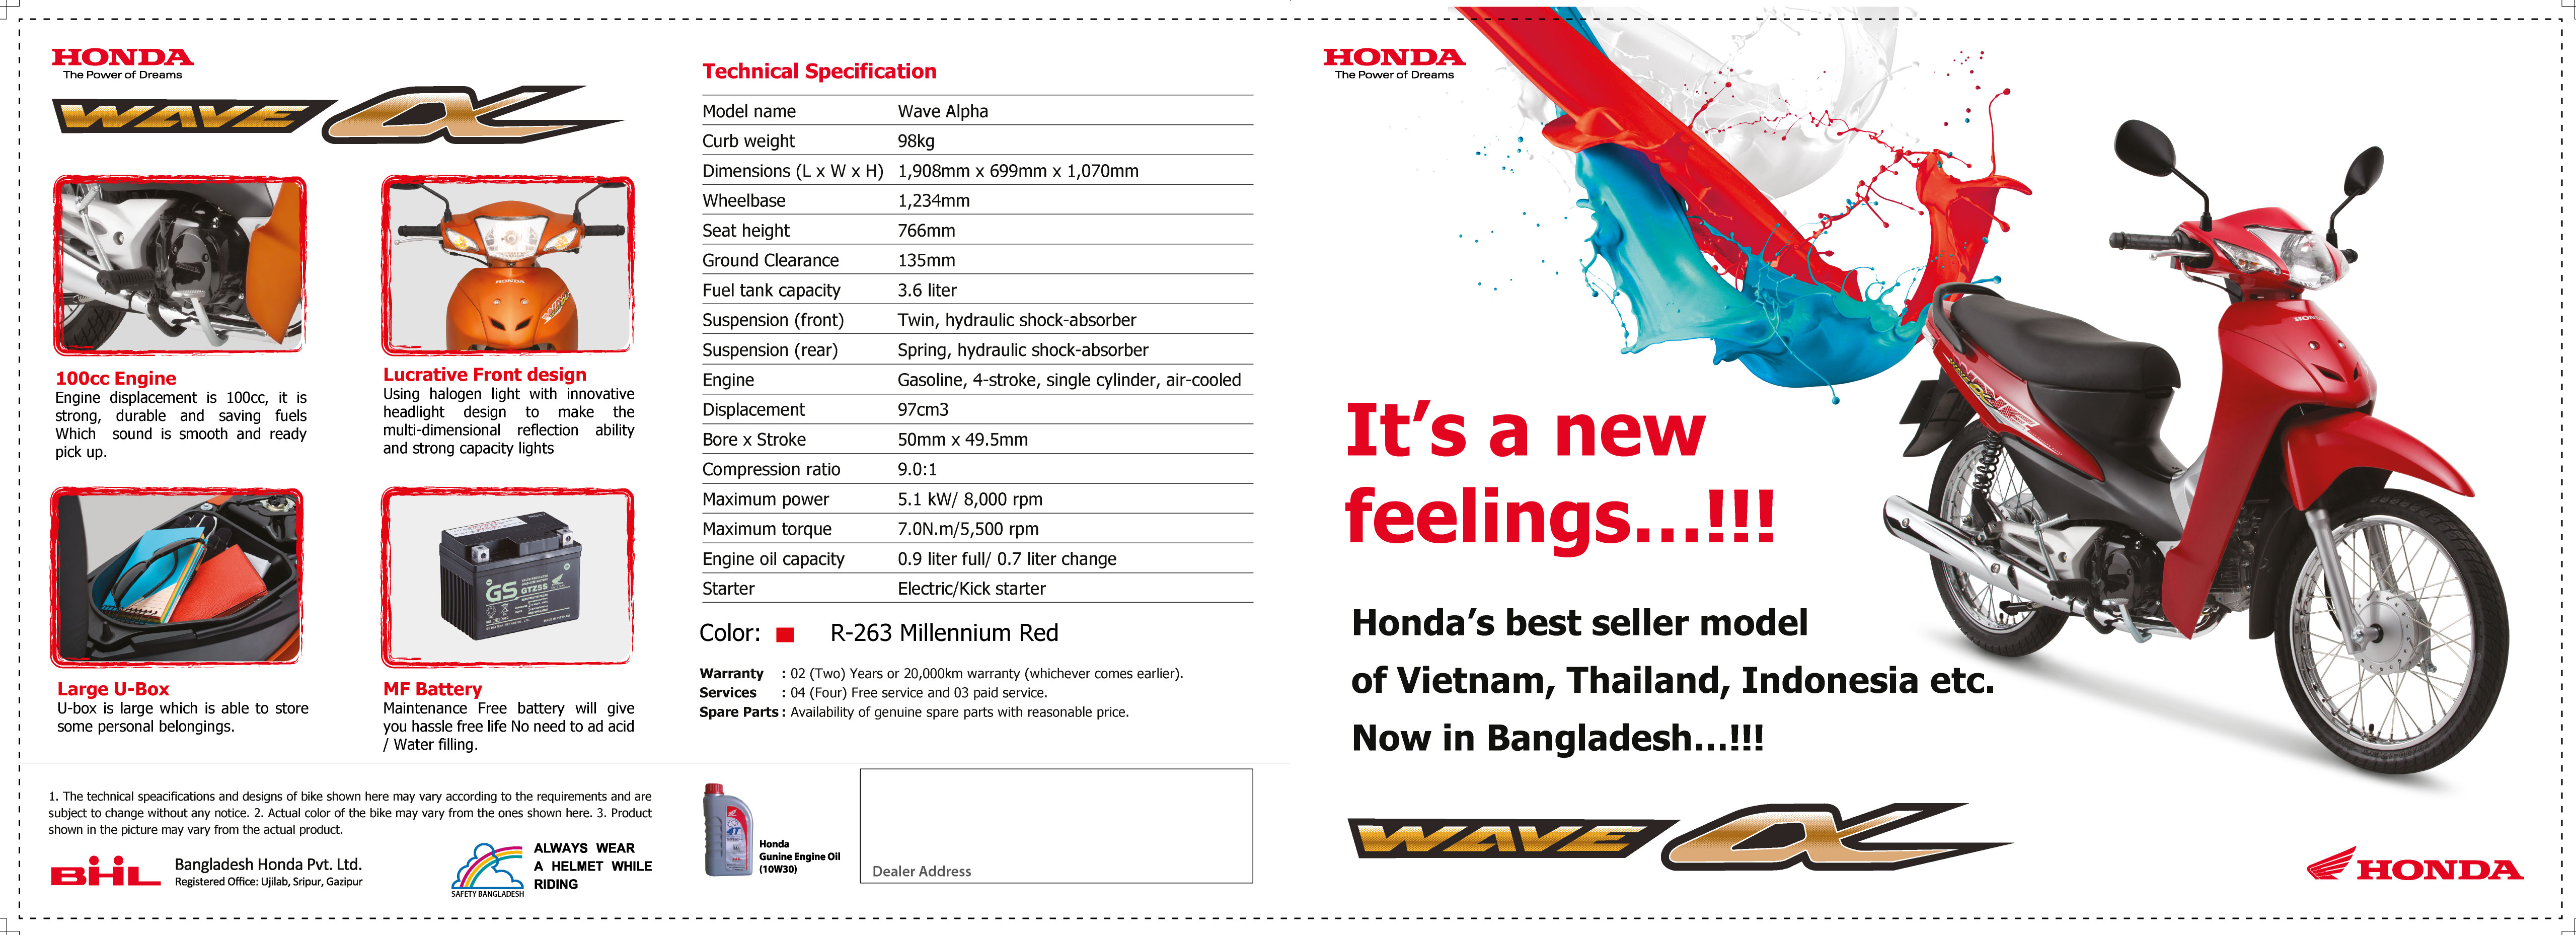 HONDA
The Power of Dreams
WAVE α
100cc Engine
Engine displacement is 100cc, it is
strong, durable and saving fuels
Which sound is smooth and ready
pick up.
HONDA
Lucrative Front design
Using halogen light with innovative
headlight design to make the
multi-dimensional reflection ability
and strong capacity lights
Large U-Box
U-box is large which is able to store
some personal belongings.
GS
GTZ5S
MF Battery
Maintenance Free battery will give
you hassle free life No need to ad acid
/ Water filling.
1. The technical speacifications and designs of bike shown here may vary according to the requirements and are
subject to change without any notice. 2. Actual color of the bike may vary from the ones shown here. 3. Product
shown in the picture may vary from the actual product.
BHL
Bangladesh Honda Pvt. Ltd.
Registered Office: Ujilab, Sripur, Gazipur
SAFETY BANGLADESH
ALWAYS WEAR
A HELMET WHILE
RIDING
Technical Specification
Model name Wave Alpha
Curb weight 98kg
Dimensions (L x W x H) 1,908mm x 699mm x 1,070mm
Wheelbase 1,234mm
Seat height 766mm
Ground Clearance 135mm
Fuel tank capacity 3.6 liter
Suspension (front) Twin, hydraulic shock-absorber
Suspension (rear) Spring, hydraulic shock-absorber
Engine Gasoline, 4-stroke, single cylinder, air-cooled
Displacement 97cm3
Bore x Stroke 50mm x 49.5mm
Compression ratio 9.0:1
Maximum power 5.1 kW/ 8,000 rpm
Maximum torque 7.0N.m/5,500 rpm
Engine oil capacity 0.9 liter full/ 0.7 liter change
Starter Electric/Kick starter
Color: R-263 Millennium Red
Warranty : 02 (Two) Years or 20,000km warranty (whichever comes earlier).
Services : 04 (Four) Free service and 03 paid service.
Spare Parts : Availability of genuine spare parts with reasonable price.
4T
Honda
Gunine Engine Oil
(10W30)
Dealer Address
HONDA
The Power of Dreams
HONDA
It's a new
feelings...!!!
Honda's best seller model
of Vietnam, Thailand, Indonesia etc.
Now in Bangladesh...!!!
WAVE α
HONDA